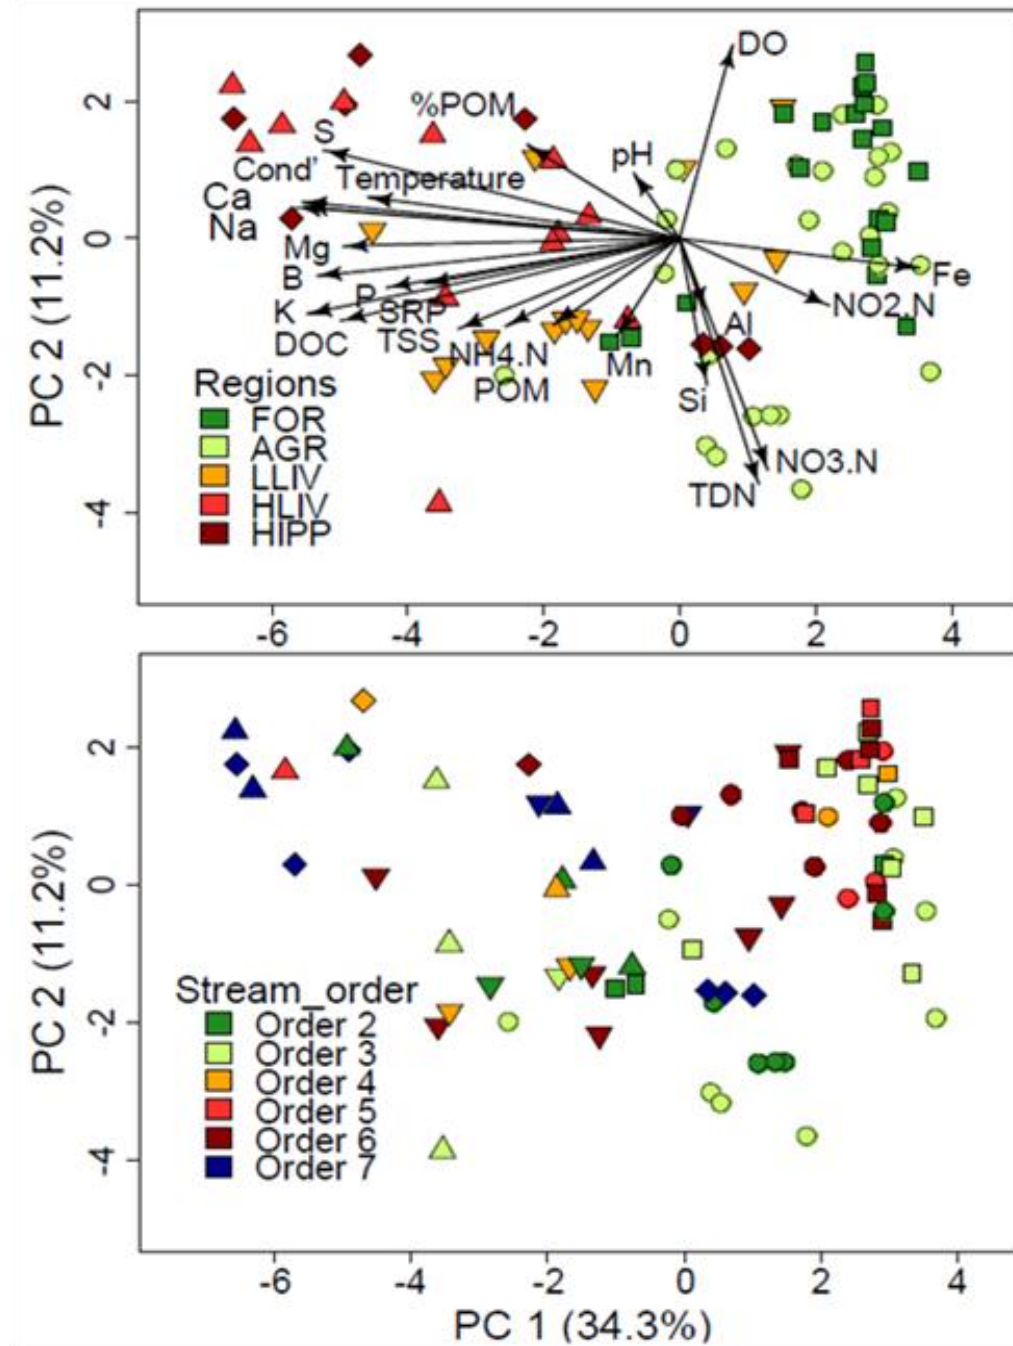 DO
2
%POM
S
pH
Cond'
Temperature
Ca
Na
0
Mg
B
Fe
P
NO2.N
K
SRP
Al
DOC
TSS
NH4.N
Mn
-2
POM
Si
Regions
FOR
AGR
NO3.N
LLIV
TDN
HLIV
-4
HIPP
PC 2 (11.2%)
-6 -4 -2 0 2 4
2
0
-2
-4
PC 2 (11.2%)
Stream_order
Order 2
Order 3
Order 4
Order 5
Order 6
Order 7
-6 -4 -2 0 2 4
PC 1 (34.3%)